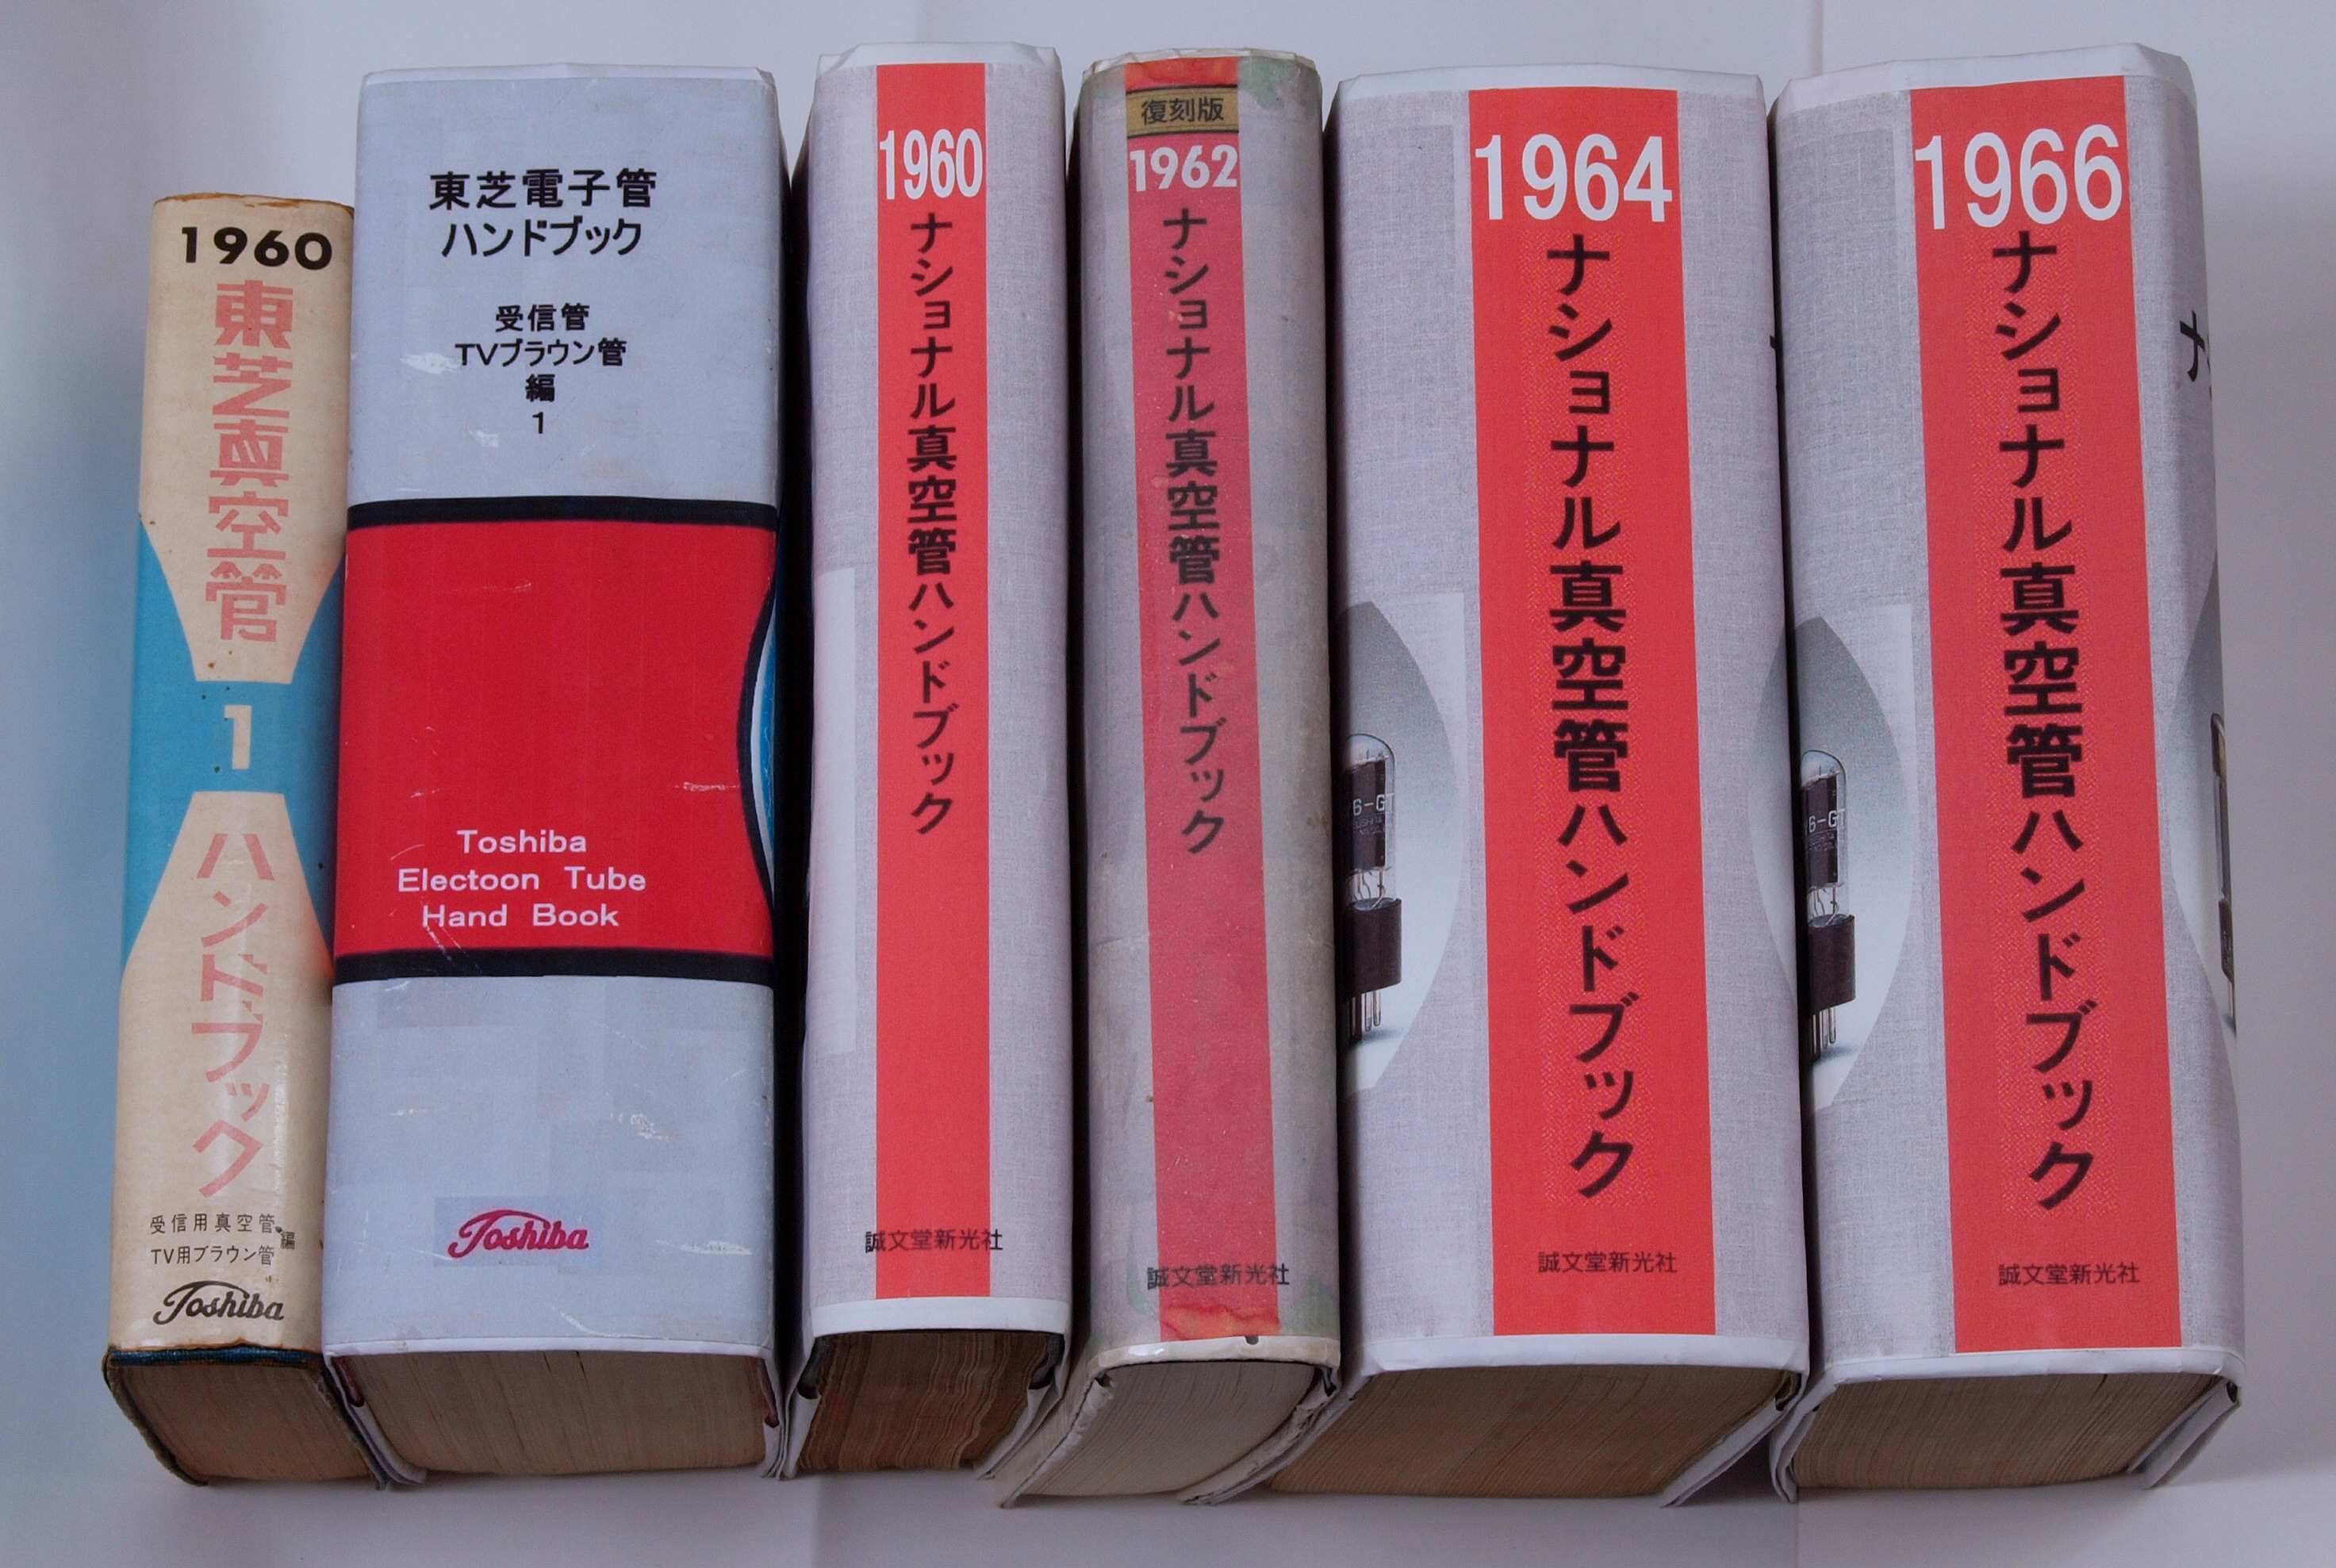 1960
東芝真空管
1
ハンドブック
受信用真空管
TV用ブラウン管
編
Toshiba
東芝電子管
ハンドブック
受信管
TVブラウン管
編
1
Toshiba
Electoon Tube
Hand Book
Toshiba
1960
ナショナル真空管ハンドブック
誠文堂新光社
復刻版
1962
ナショナル真空管ハンドブック
誠文堂新光社
6-GT
1964
ナショナル真空管ハンドブック
誠文堂新光社
6-GT
1966
ナショナル真空管ハンドブック
誠文堂新光社
ナ